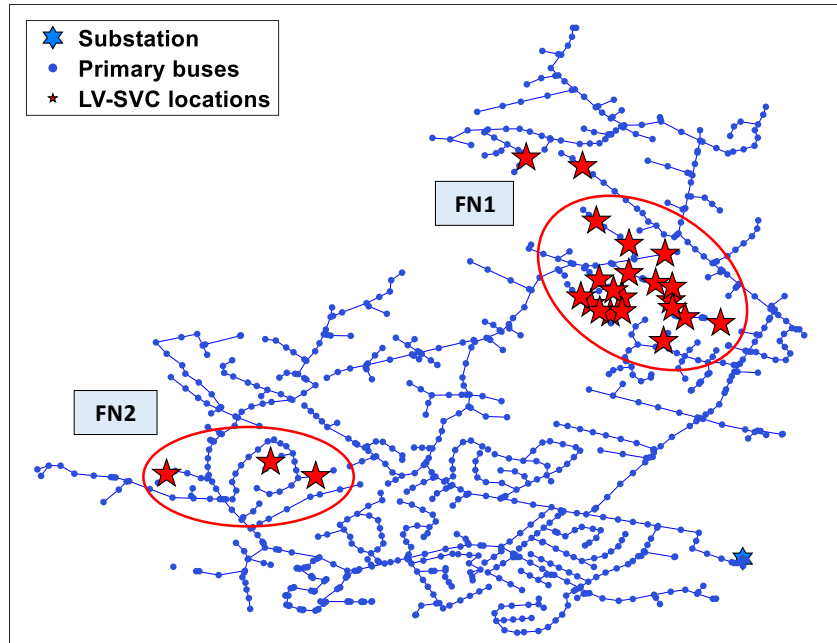 Substation
Primary buses
LV-SVC locations
FN1
FN2